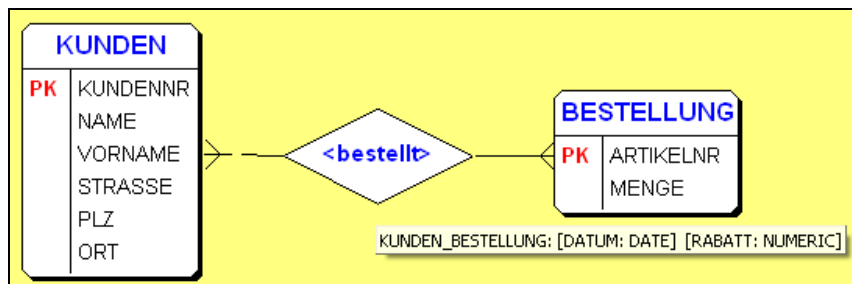 KUNDEN
PK KUNDENNR
NAME
VORNAME
STRASSE
PLZ
ORT
<bestellt>
BESTELLUNG
PK ARTIKELNR
MENGE
KUNDEN_BESTELLUNG: [DATUM: DATE] [RABATT: NUMERIC]